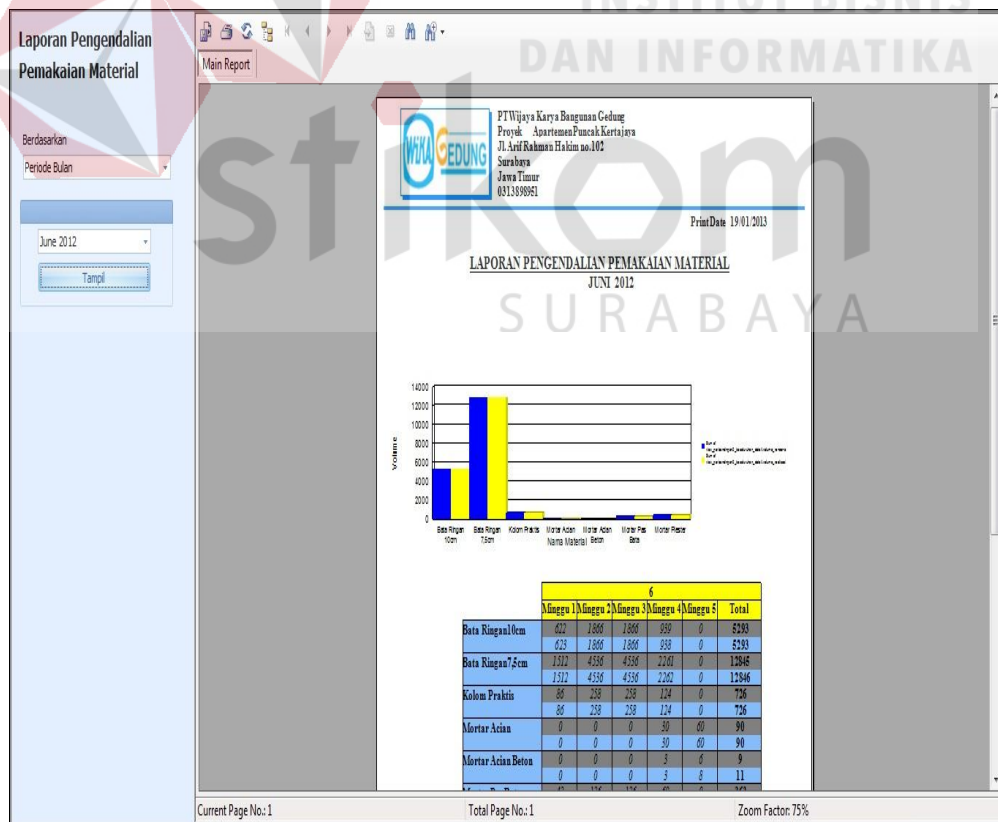 INSTITUT BISNIS
DAN INFORMATIKA
stikom
SURABAYA
Laporan Pengendalian
Pemakaian Material
Berdasarkan
Periode Bulan
June 2012
Tampil
Main Report
WIKA GEDUNG
PT Wijaya Karya Bangunan Gedung
Proyek Apartemen Puncak Kertajaya
Jl. Arif Rahman Hakim no.102
Surabaya
Jawa Timur
0313898951
Print Date 19/01/2013
LAPORAN PENGENDALIAN PEMAKAIAN MATERIAL
JUNI 2012
Volume
14000
12000
10000
8000
6000
4000
2000
0
Bata Ringan 10cm
Bata Ringan 7,5cm
Kolom Praktis
Mortar Acian
Mortar Acian Beton
Mortar Pas Bata
Mortar Plester
Nama Material
6
Minggu 1 Minggu 2 Minggu 3 Minggu 4 Minggu 5 Total
Bata Ringan10cm 622 1866 1866 939 0 5293
623 1866 1866 938 0 5293
Bata Ringan7,5cm 1512 4536 4536 2261 0 12845
1512 4536 4536 2262 0 12846
Kolom Praktis 86 258 258 124 0 726
86 258 258 124 0 726
Mortar Acian 0 0 0 30 60 90
0 0 0 30 60 90
Mortar Acian Beton 0 0 0 3 6 9
0 0 0 3 8 11
Current Page No.: 1
Total Page No.: 1
Zoom Factor: 75%